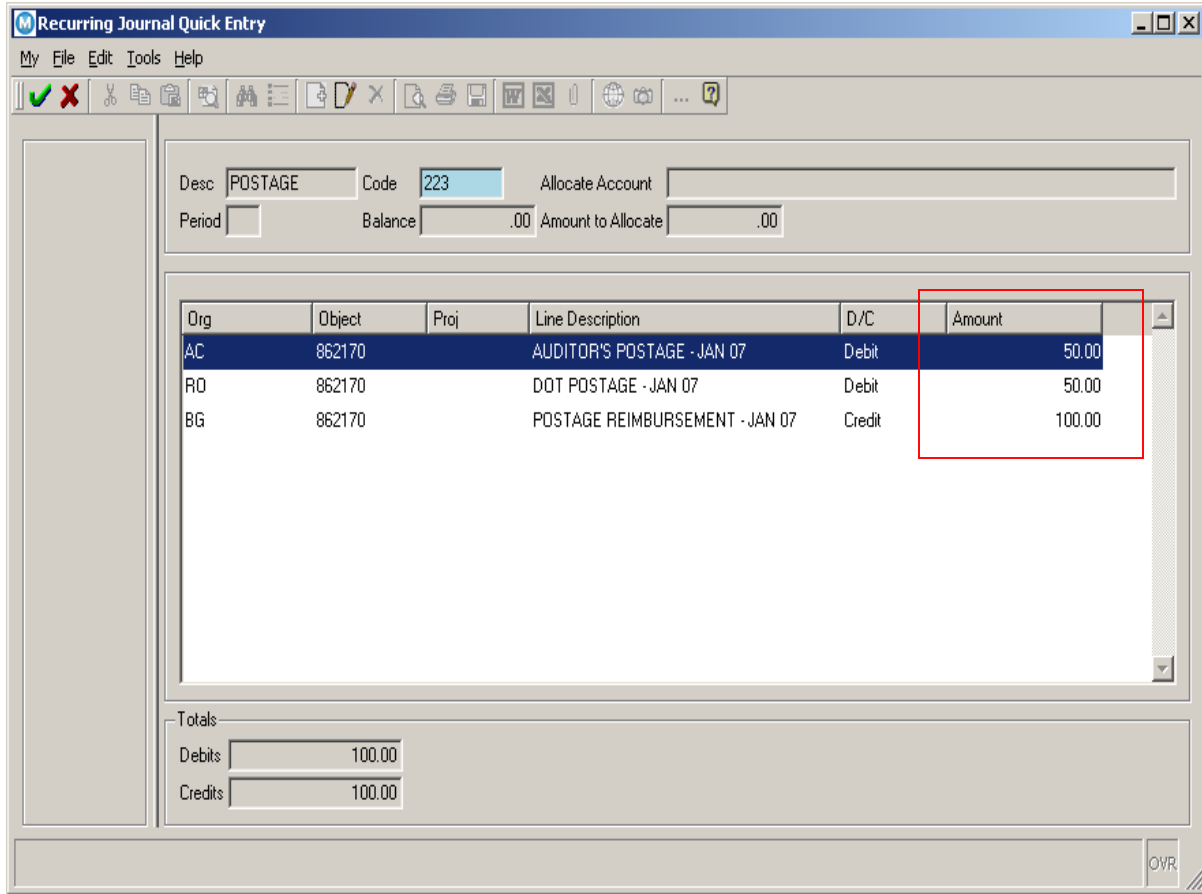 M Recurring Journal Quick Entry
My File Edit Tools Help
W X ... ?
Desc POSTAGE Code 223 Allocate Account
Period Balance .00 Amount to Allocate .00
Org Object Proj Line Description D/C Amount
AC 862170 AUDITOR'S POSTAGE - JAN 07 Debit 50.00
RO 862170 DOT POSTAGE - JAN 07 Debit 50.00
BG 862170 POSTAGE REIMBURSEMENT - JAN 07 Credit 100.00
Totals
Debits 100.00
Credits 100.00
OVR